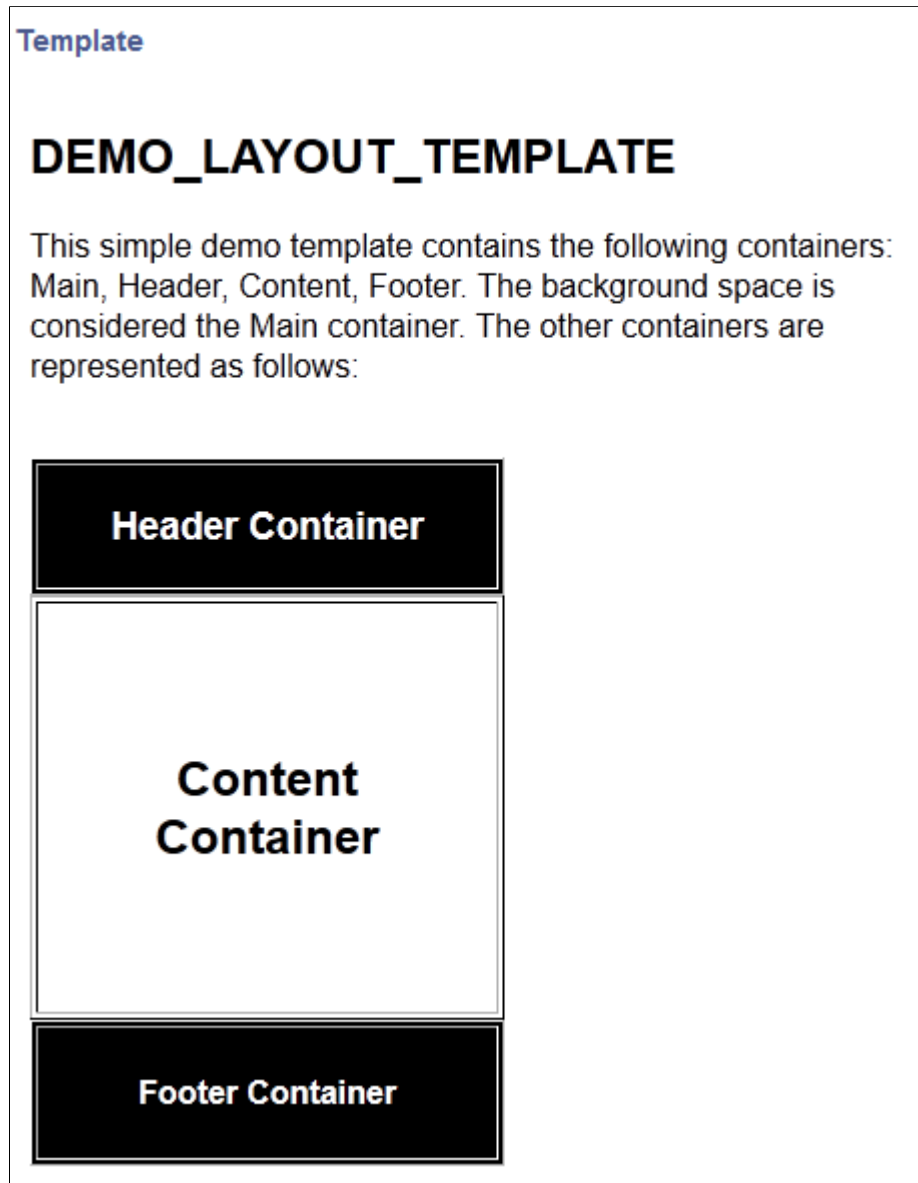 Template
DEMO_LAYOUT_TEMPLATE
This simple demo template contains the following containers:
Main, Header, Content, Footer. The background space is
considered the Main container. The other containers are
represented as follows:
Header Container
Content
Container
Footer Container